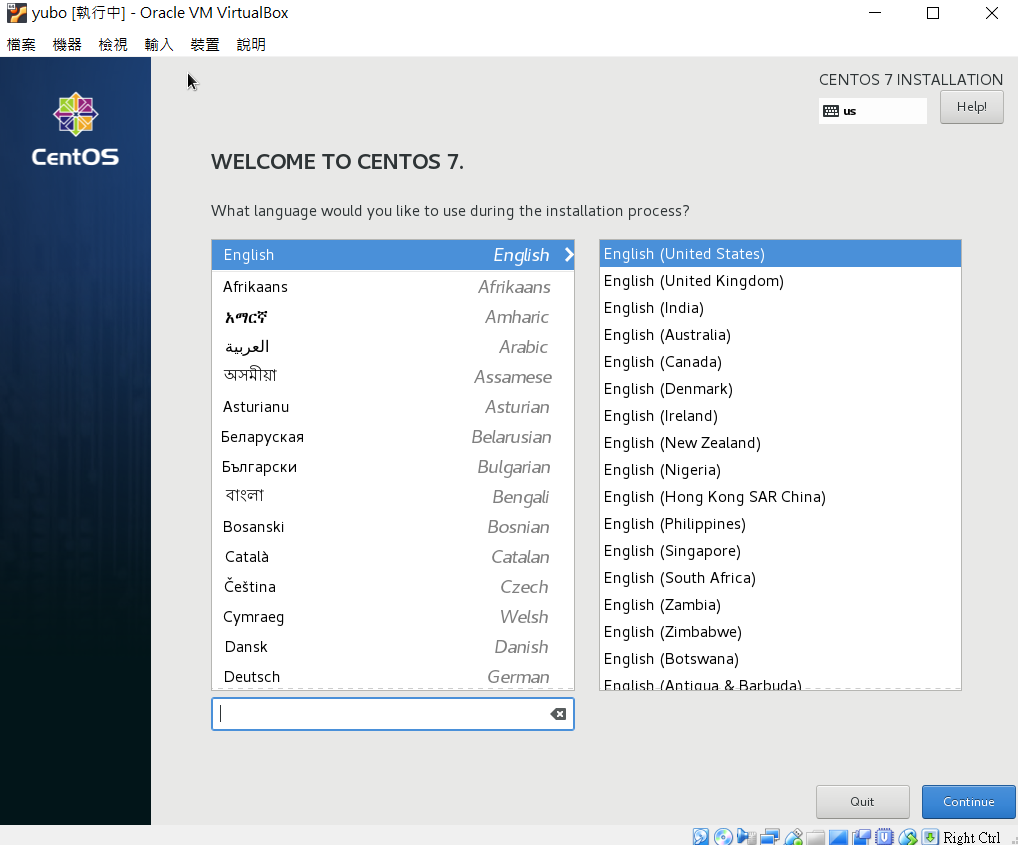 yubo [執行中] - Oracle VM VirtualBox
檔案 機器 檢視 輸入 裝置 說明
CentOS
CENTOS 7 INSTALLATION
us
Help!
WELCOME TO CENTOS 7.
What language would you like to use during the installation process?
English English
Afrikaans Afrikaans
አማርኛ Amharic
العربية Arabic
অসমীয়া Assamese
Asturianu Asturian
Беларуская Belarusian
Български Bulgarian
বাংলা Bengali
Bosanski Bosnian
Català Catalan
Čeština Czech
Cymraeg Welsh
Dansk Danish
Deutsch German
English (United States)
English (United Kingdom)
English (India)
English (Australia)
English (Canada)
English (Denmark)
English (Ireland)
English (New Zealand)
English (Nigeria)
English (Hong Kong SAR China)
English (Philippines)
English (Singapore)
English (South Africa)
English (Zambia)
English (Zimbabwe)
English (Botswana)
English (Antigua & Barbuda)
Quit
Continue
Right Ctrl